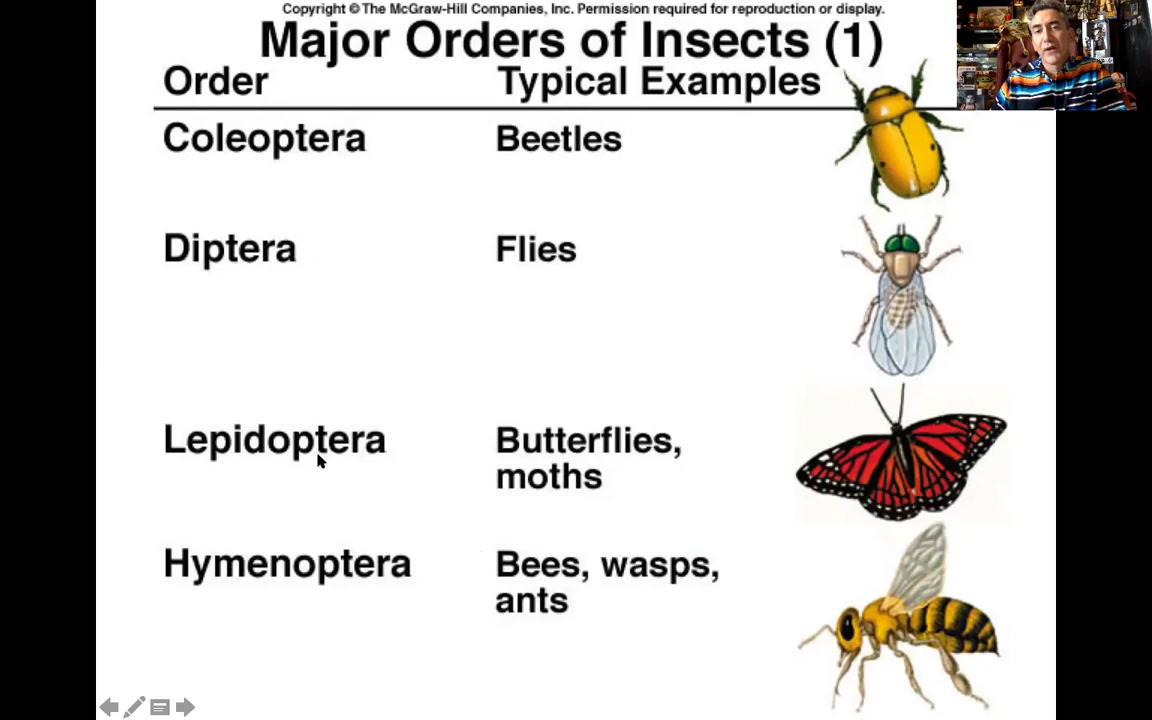 Copyright © The McGraw-Hill Companies, Inc. Permission required for reproduction or display.
Major Orders of Insects (1)
Order Typical Examples
Coleoptera Beetles
Diptera Flies
Lepidoptera Butterflies,
moths
Hymenoptera Bees, wasps,
ants